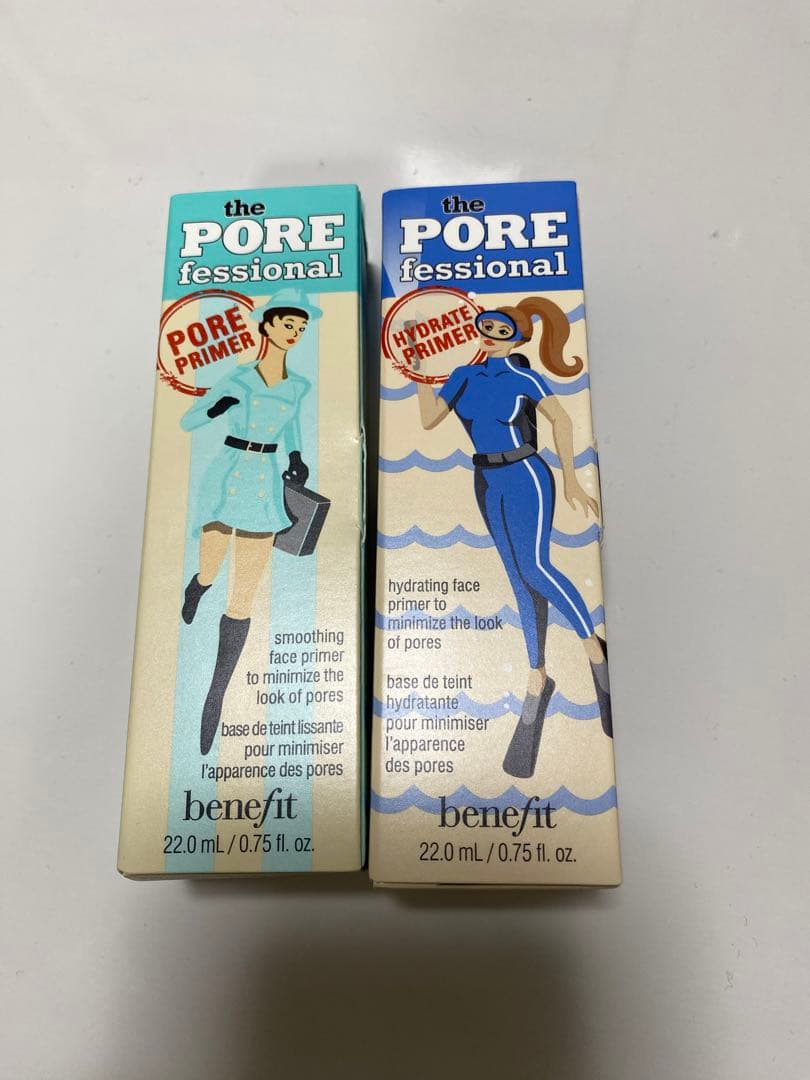 the
PORE
fessional
PORE
PRIMER
smoothing
face primer
to minimize the
look of pores
base de teint lissante
pour minimiser
l'apparence des pores
benefit
22.0 mL / 0.75 fl. oz.
the
PORE
fessional
HYDRATE
PRIMER
hydrating face
primer to
minimize the look
of pores
base de teint
hydratante
pour minimiser
l'apparence
des pores
benefit
22.0 mL / 0.75 fl. oz.